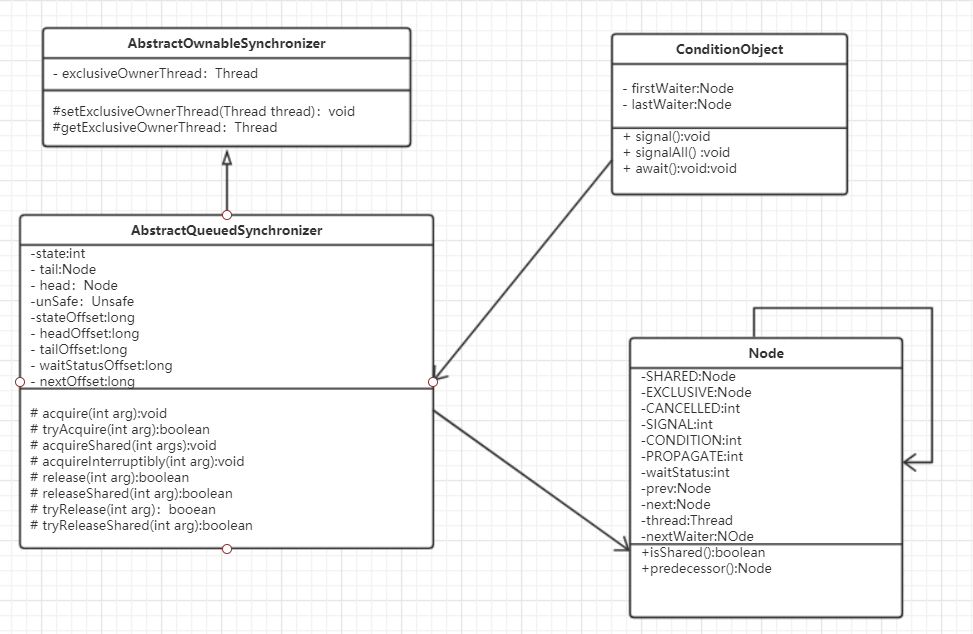 AbstractOwnableSynchronizer
- exclusiveOwnerThread：Thread
#setExclusiveOwnerThread(Thread thread)：void
#getExclusiveOwnerThread：Thread
ConditionObject
- firstWaiter:Node
- lastWaiter:Node
+ signal():void
+ signalAll() :void
+ await():void:void
AbstractQueuedSynchronizer
-state:int
- tail:Node
- head：Node
-unSafe：Unsafe
-stateOffset:long
- headOffset:long
- tailOffset:long
- waitStatusOffset:long
- nextOffset:long
# acquire(int arg):void
# tryAcquire(int arg):boolean
# acquireShared(int args):void
# acquireInterruptibly(int arg):void
# release(int arg):boolean
# releaseShared(int arg):boolean
# tryRelease(int arg)：booean
# tryReleaseShared(int arg):boolean
Node
-SHARED:Node
-EXCLUSIVE:Node
-CANCELLED:int
-SIGNAL:int
-CONDITION:int
-PROPAGATE:int
-waitStatus:int
-prev:Node
-next:Node
-thread:Thread
-nextWaiter:NOde
+isShared():boolean
+predecessor():Node